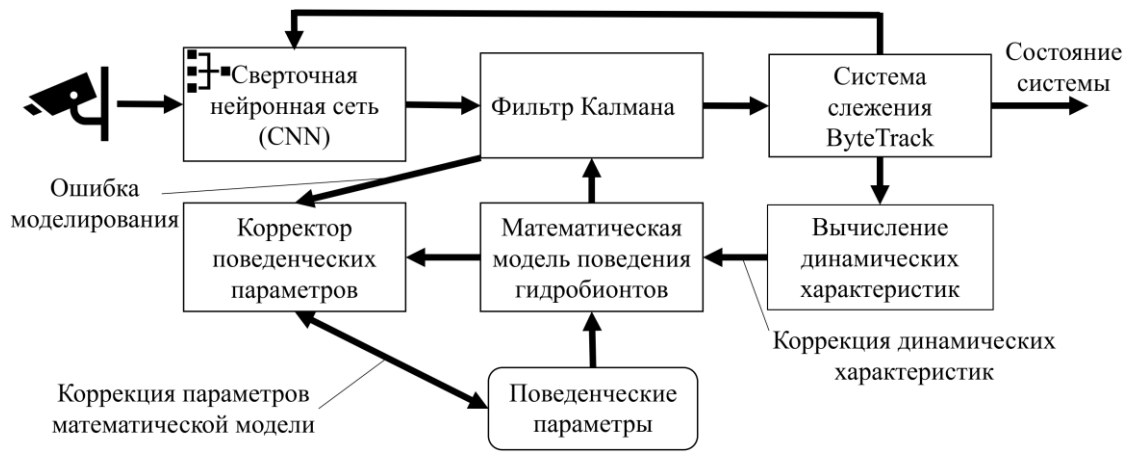 Сверточная
нейронная сеть
(CNN)
Фильтр Калмана
Система
слежения
ByteTrack
Состояние
системы
Ошибка
моделирования
Корректор
поведенческих
параметров
Математическая
модель поведения
гидробионтов
Вычисление
динамических
характеристик
Коррекция динамических
характеристик
Коррекция параметров
математической модели
Поведенческие
параметры